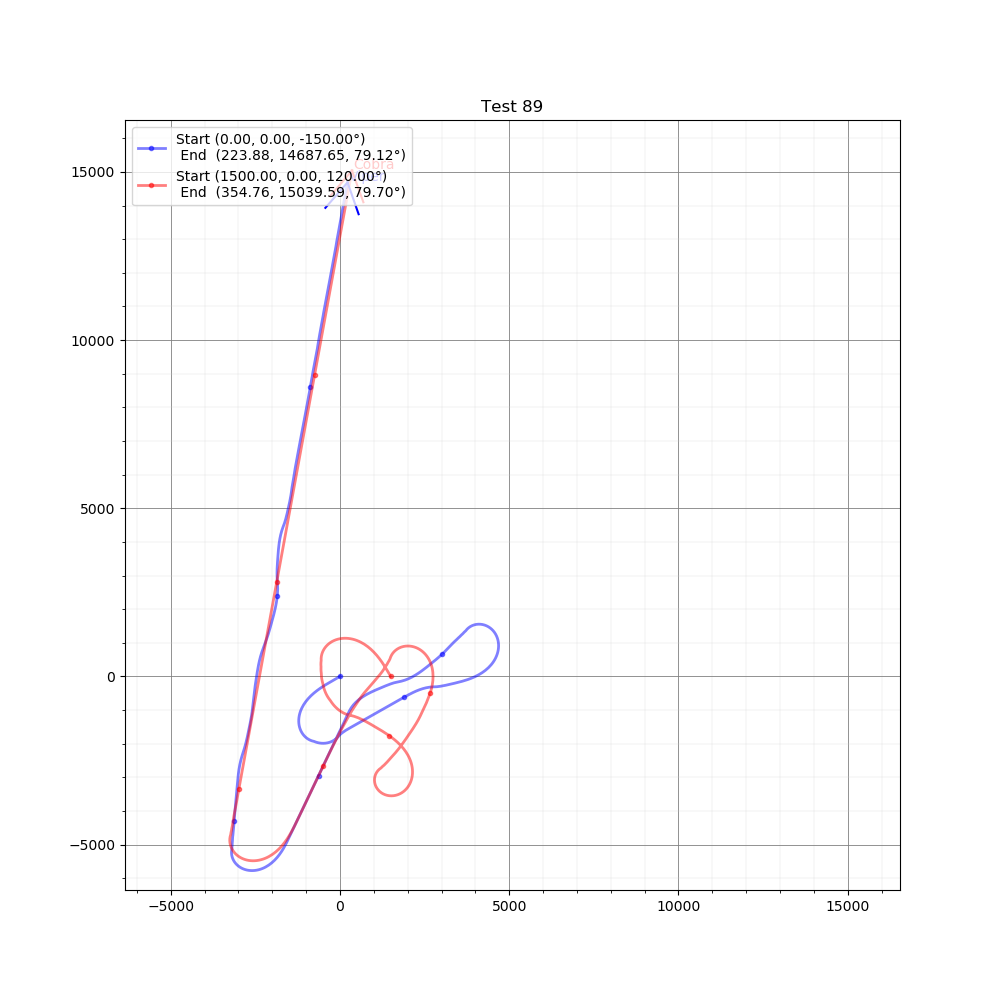 Test 89
Start (0.00, 0.00, -150.00°)
End (223.88, 14687.65, 79.12°)
Start (1500.00, 0.00, 120.00°)
End (354.76, 15039.59, 79.70°)
Cobra
15000
10000
5000
0
−5000
−5000
0
5000
10000
15000